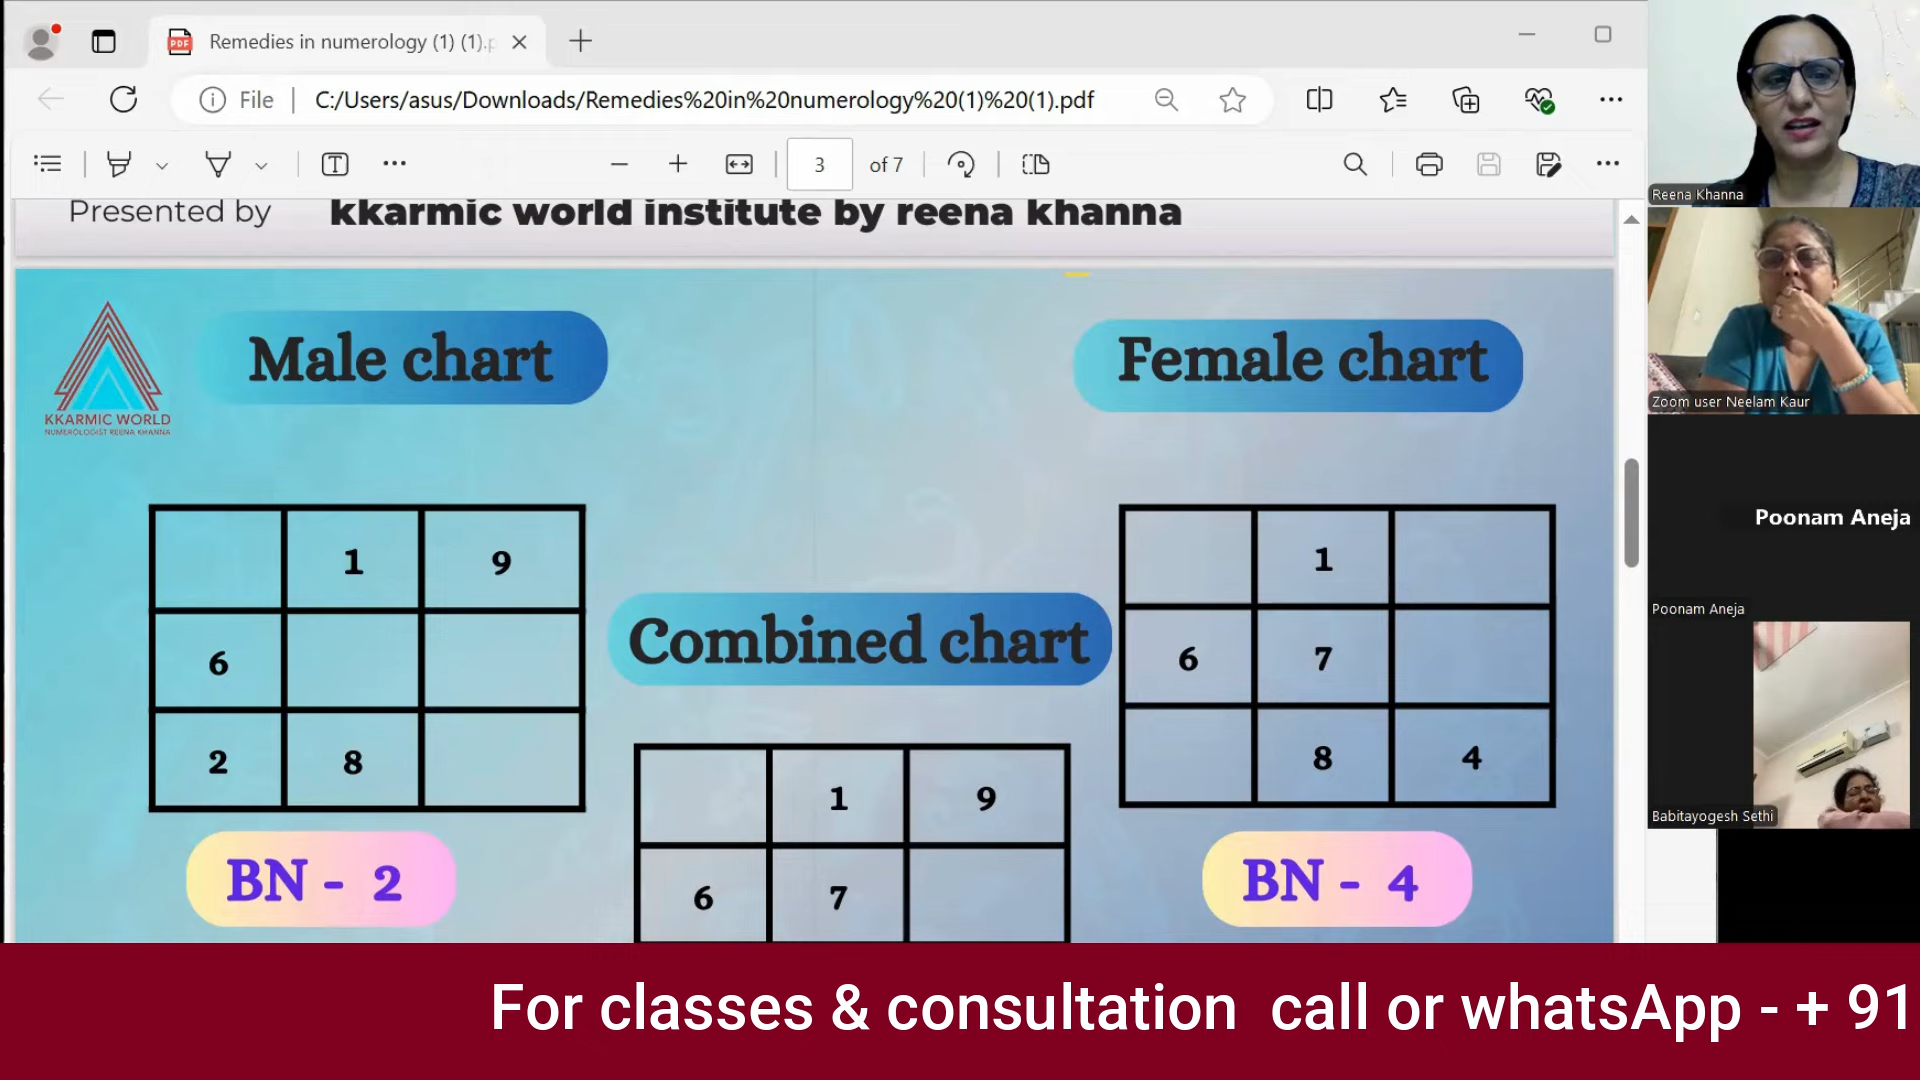 Remedies in numerology (1) (1).p
File C:/Users/asus/Downloads/Remedies%20in%20numerology%20(1)%20(1).pdf
3 of 7
Presented by kkarmic world institute by reena khanna
KKARMIC WORLD
NUMEROLOGIST REENA KHANNA
Male chart
Female chart
1 9
6
2 8
BN - 2
Combined chart
1 9
6 7
1
6 7
8 4
BN - 4
Reena Khanna
Zoom user Neelam Kaur
Poonam Aneja
Poonam Aneja
Babitayogesh Sethi
For classes & consultation call or whatsApp - + 91